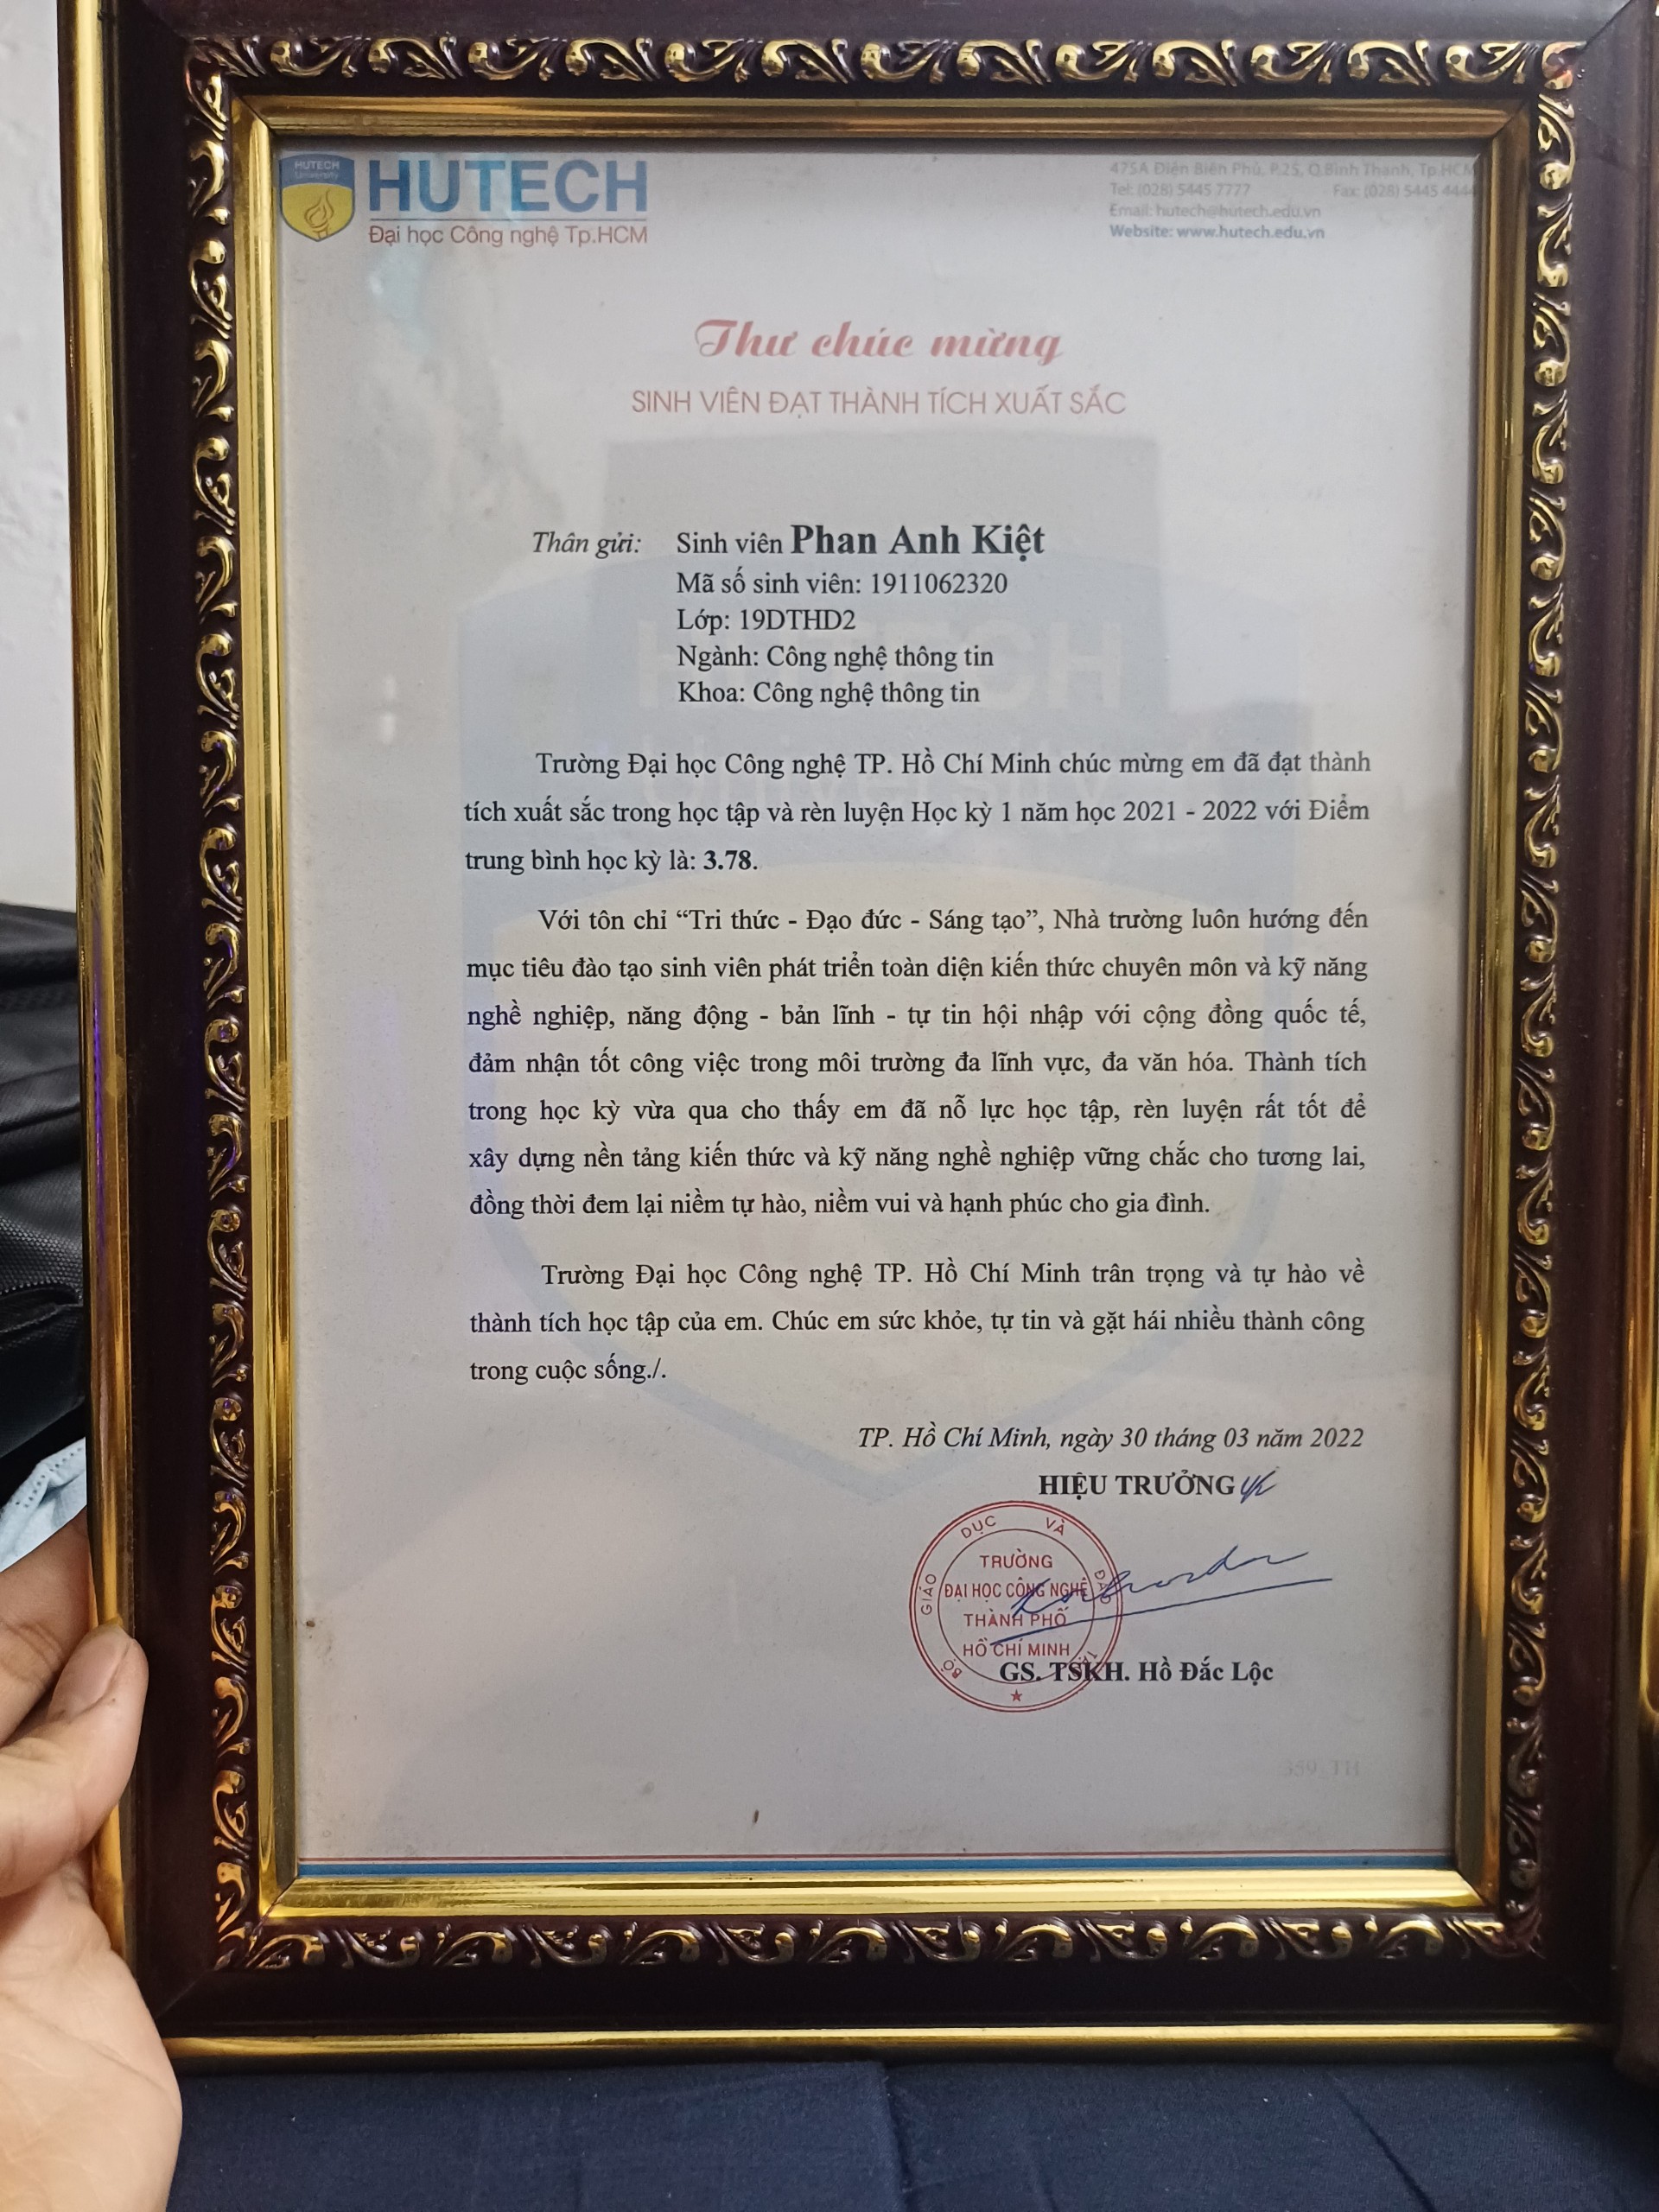 HUTECH
University
HUTECH
Đại học Công nghệ Tp.HCM
475A Điện Biên Phủ, P.25, Q.Bình Thạnh, Tp.HCM
Tel: (028) 5445 7777 Fax: (028) 5445 4444
Email: hutech@hutech.edu.vn
Website: www.hutech.edu.vn
Thư chúc mừng
SINH VIÊN ĐẠT THÀNH TÍCH XUẤT SẮC
Thân gửi: Sinh viên Phan Anh Kiệt
Mã số sinh viên: 1911062320
Lớp: 19DTHD2
Ngành: Công nghệ thông tin
Khoa: Công nghệ thông tin
HUTECH
University
Trường Đại học Công nghệ TP. Hồ Chí Minh chúc mừng em đã đạt thành
tích xuất sắc trong học tập và rèn luyện Học kỳ 1 năm học 2021 - 2022 với Điểm
trung bình học kỳ là: 3.78.
Với tôn chỉ “Tri thức - Đạo đức - Sáng tạo”, Nhà trường luôn hướng đến
mục tiêu đào tạo sinh viên phát triển toàn diện kiến thức chuyên môn và kỹ năng
nghề nghiệp, năng động - bản lĩnh - tự tin hội nhập với cộng đồng quốc tế,
đảm nhận tốt công việc trong môi trường đa lĩnh vực, đa văn hóa. Thành tích
trong học kỳ vừa qua cho thấy em đã nỗ lực học tập, rèn luyện rất tốt để
xây dựng nền tảng kiến thức và kỹ năng nghề nghiệp vững chắc cho tương lai,
đồng thời đem lại niềm tự hào, niềm vui và hạnh phúc cho gia đình.
Trường Đại học Công nghệ TP. Hồ Chí Minh trân trọng và tự hào về
thành tích học tập của em. Chúc em sức khỏe, tự tin và gặt hái nhiều thành công
trong cuộc sống./.
TP. Hồ Chí Minh, ngày 30 tháng 03 năm 2022
HIỆU TRƯỞNG
BỘ GIÁO DỤC VÀ ĐÀO TẠO
TRƯỜNG
ĐẠI HỌC CÔNG NGHỆ
THÀNH PHỐ
HỒ CHÍ MINH
GS. TSKH. Hồ Đắc Lộc
359_TH